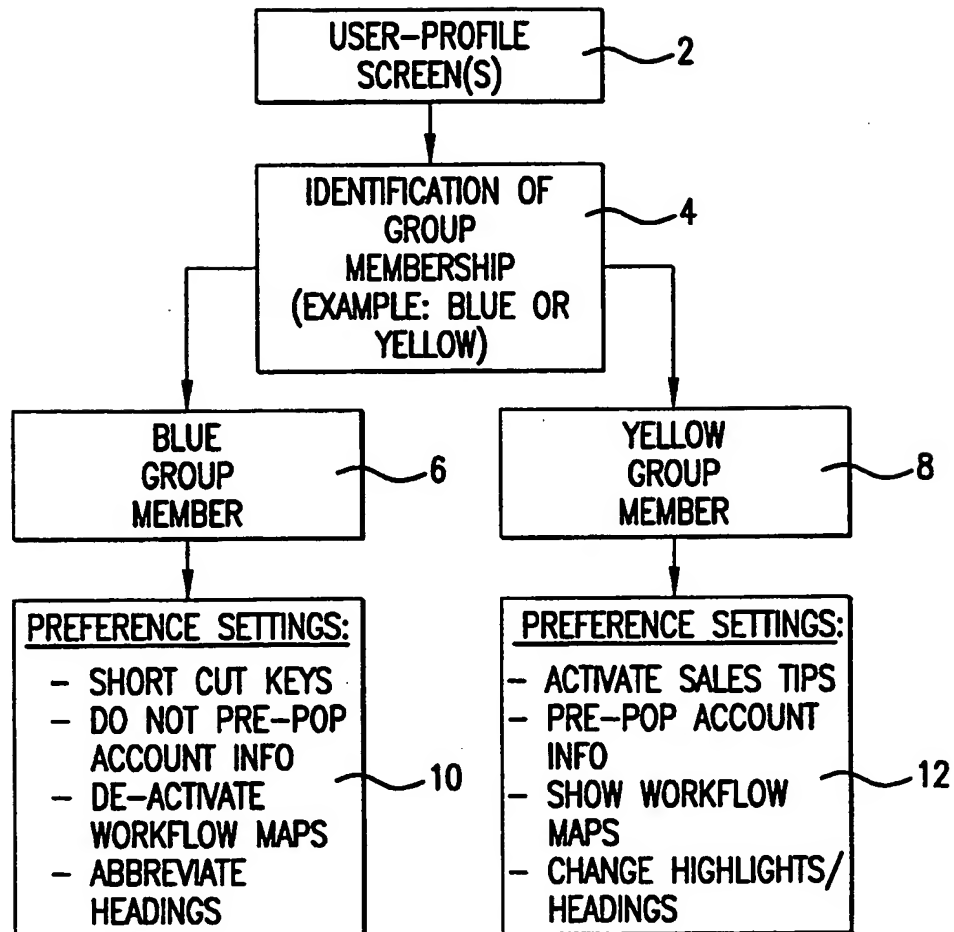 USER-PROFILE
SCREEN(S)
2
IDENTIFICATION OF
GROUP
MEMBERSHIP
(EXAMPLE: BLUE OR
YELLOW)
4
BLUE
GROUP
MEMBER
6
YELLOW
GROUP
MEMBER
8
PREFERENCE SETTINGS:
- SHORT CUT KEYS
- DO NOT PRE-POP
ACCOUNT INFO
- DE-ACTIVATE
WORKFLOW MAPS
- ABBREVIATE
HEADINGS
10
PREFERENCE SETTINGS:
- ACTIVATE SALES TIPS
- PRE-POP ACCOUNT
INFO
- SHOW WORKFLOW
MAPS
- CHANGE HIGHLIGHTS/
HEADINGS
12